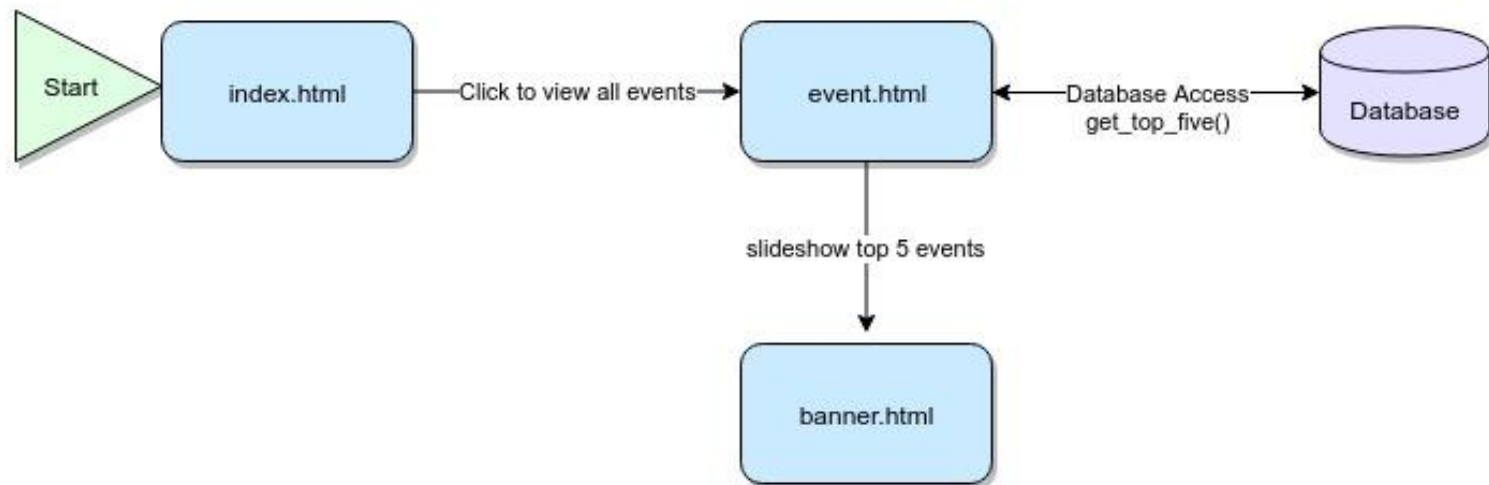 Start
index.html
Click to view all events
event.html
Database Access
get_top_five()
Database
slideshow top 5 events
banner.html